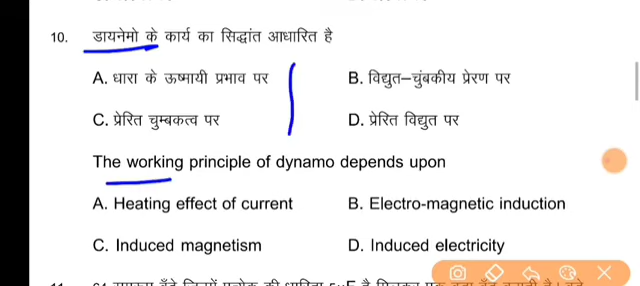 10. डायनेमो के कार्य का सिद्धांत आधारित है
A. धारा के ऊष्मायी प्रभाव पर B. विद्युत–चुंबकीय प्रेरण पर
C. प्रेरित चुम्बकत्व पर D. प्रेरित विद्युत पर
The working principle of dynamo depends upon
A. Heating effect of current B. Electro-magnetic induction
C. Induced magnetism D. Induced electricity